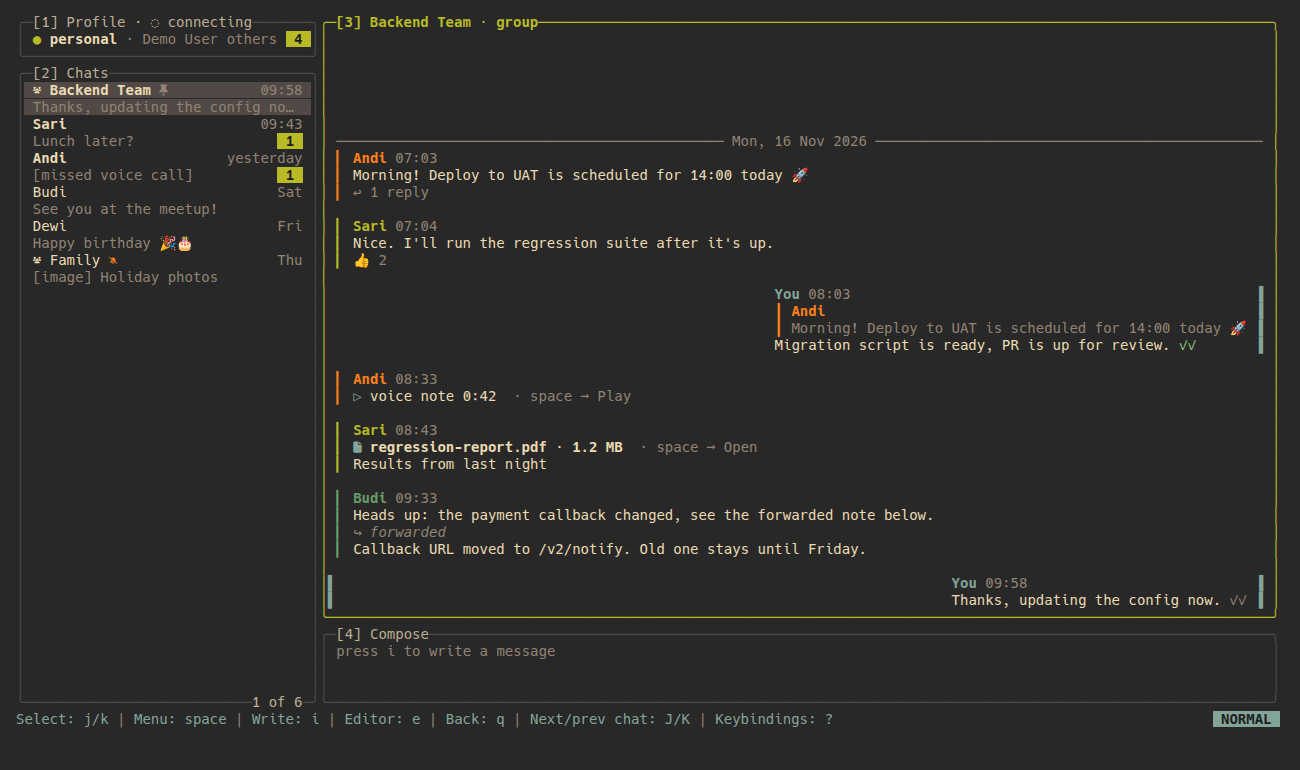 [1] Profile · ◌ connecting
● personal · Demo User others 4
[2] Chats
Backend Team 09:58
Thanks, updating the config no…
Sari 09:43
Lunch later? 1
Andi yesterday
[missed voice call] 1
Budi Sat
See you at the meetup!
Dewi Fri
Happy birthday 🎉🎂
Family Thu
[image] Holiday photos
1 of 6
[3] Backend Team · group
Mon, 16 Nov 2026
Andi 07:03
Morning! Deploy to UAT is scheduled for 14:00 today 🚀
↩ 1 reply
Sari 07:04
Nice. I'll run the regression suite after it's up.
👍 2
You 08:03
Andi
Morning! Deploy to UAT is scheduled for 14:00 today 🚀
Migration script is ready, PR is up for review. √√
Andi 08:33
▷ voice note 0:42 · space → Play
Sari 08:43
regression-report.pdf · 1.2 MB · space → Open
Results from last night
Budi 09:33
Heads up: the payment callback changed, see the forwarded note below.
↪ forwarded
Callback URL moved to /v2/notify. Old one stays until Friday.
You 09:58
Thanks, updating the config now. √√
[4] Compose
press i to write a message
Select: j/k | Menu: space | Write: i | Editor: e | Back: q | Next/prev chat: J/K | Keybindings: ? NORMAL